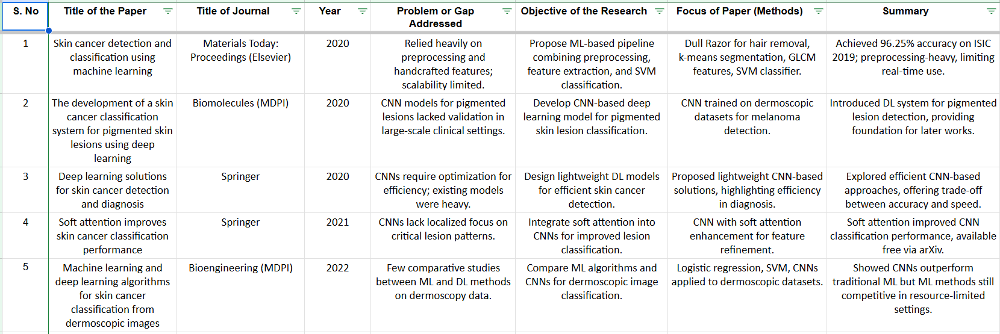 S. No
Title of the Paper
Title of Journal
Year
Problem or Gap
Addressed
Objective of the Research
Focus of Paper (Methods)
Summary
1
Skin cancer detection and
classification using
machine learning
Materials Today:
Proceedings (Elsevier)
2020
Relied heavily on
preprocessing and
handcrafted features;
scalability limited.
Propose ML-based pipeline
combining preprocessing,
feature extraction, and SVM
classification.
Dull Razor for hair removal,
k-means segmentation, GLCM
features, SVM classifier.
Achieved 96.25% accuracy on ISIC
2019; preprocessing-heavy, limiting
real-time use.
2
The development of a skin
cancer classification
system for pigmented skin
lesions using deep
learning
Biomolecules (MDPI)
2020
CNN models for pigmented
lesions lacked validation in
large-scale clinical settings.
Develop CNN-based deep
learning model for pigmented
skin lesion classification.
CNN trained on dermoscopic
datasets for melanoma
detection.
Introduced DL system for pigmented
lesion detection, providing
foundation for later works.
3
Deep learning solutions
for skin cancer detection
and diagnosis
Springer
2020
CNNs require optimization for
efficiency; existing models
were heavy.
Design lightweight DL models
for efficient skin cancer
detection.
Proposed lightweight CNN-based
solutions, highlighting efficiency
in diagnosis.
Explored efficient CNN-based
approaches, offering trade-off
between accuracy and speed.
4
Soft attention improves
skin cancer classification
performance
Springer
2021
CNNs lack localized focus on
critical lesion patterns.
Integrate soft attention into
CNNs for improved lesion
classification.
CNN with soft attention
enhancement for feature
refinement.
Soft attention improved CNN
classification performance, available
free via arXiv.
5
Machine learning and
deep learning algorithms
for skin cancer
classification from
dermoscopic images
Bioengineering (MDPI)
2022
Few comparative studies
between ML and DL methods
on dermoscopy data.
Compare ML algorithms and
CNNs for dermoscopic image
classification.
Logistic regression, SVM, CNNs
applied to dermoscopic datasets.
Showed CNNs outperform
traditional ML but ML methods still
competitive in resource-limited
settings.